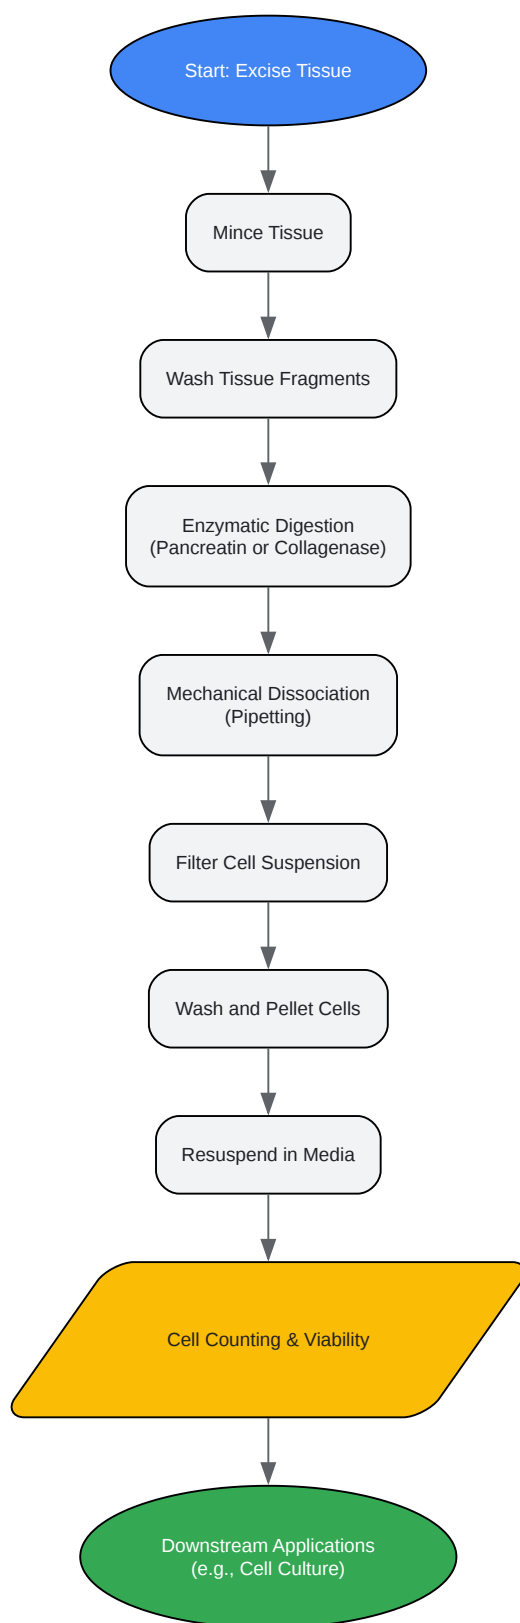 Start: Excise Tissue
Mince Tissue
Wash Tissue Fragments
Enzymatic Digestion
(Pancreatin or Collagenase)
Mechanical Dissociation
(Pipetting)
Filter Cell Suspension
Wash and Pellet Cells
Resuspend in Media
Cell Counting & Viability
Downstream Applications
(e.g., Cell Culture)